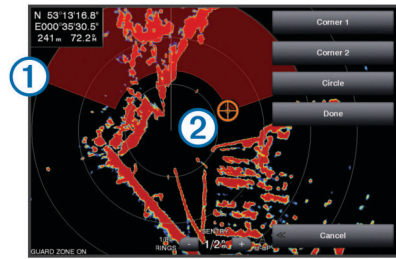 N 53°13'16.8"
E000°35'30.5"
241m 72.2°M
Corner 1
Corner 2
Circle
Done
1
2
SENTRY
RINGS
- 1/2 +
Cancel
GUARD ZONE ON